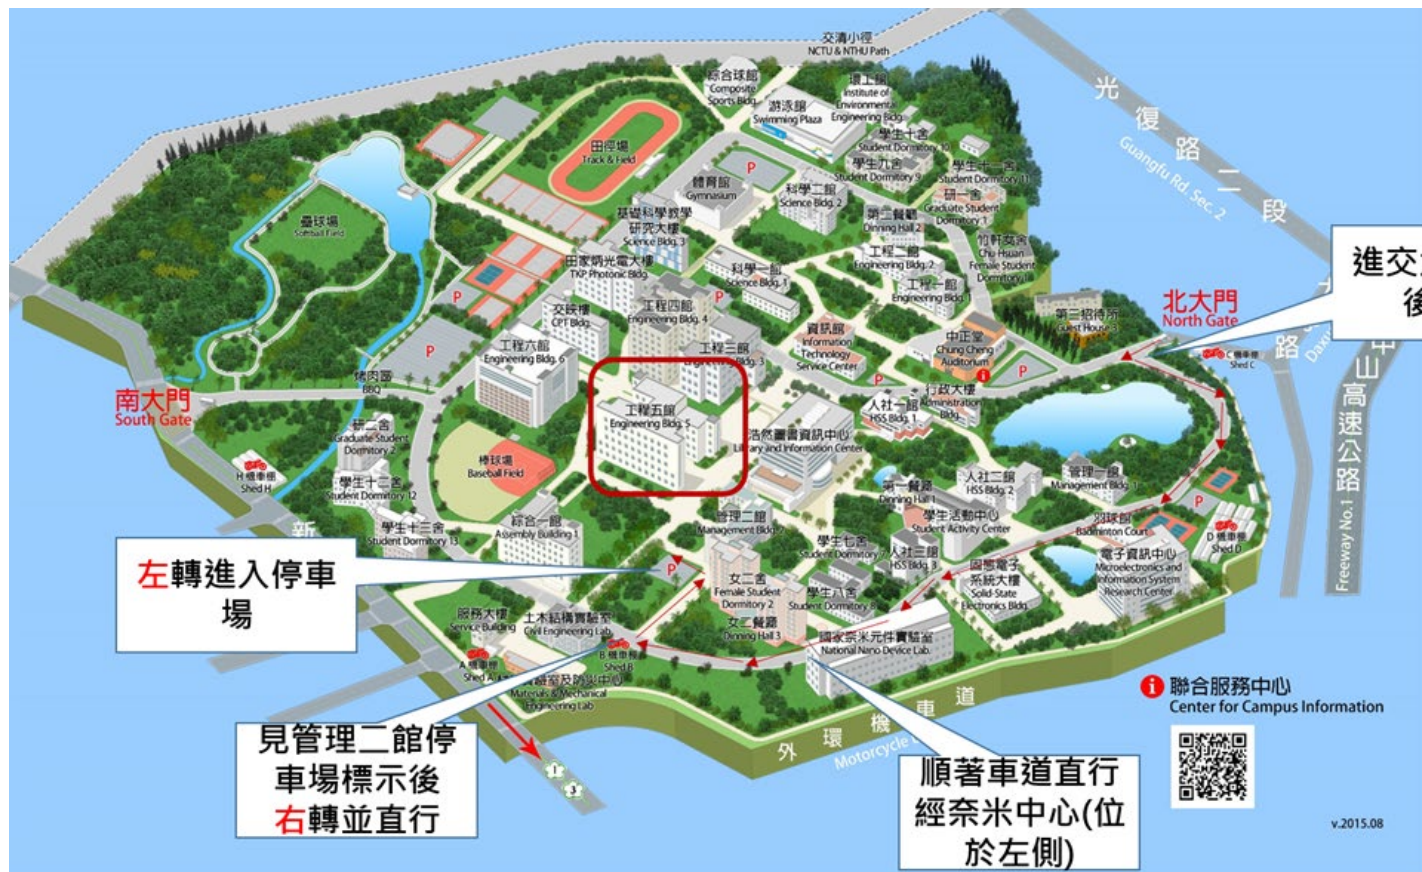 交清小徑
NCTU & NTHU Path
光復路二段
Guangfu Rd. Sec. 2
綜合球館
Composite
Sports Bldg.
環工館
Institute of
Environmental
Engineering Bldg.
游泳館
Swimming Plaza
學生十舍
Student Dormitory 10
田徑場
Track & Field
學生九舍
Student Dormitory 9
學生十一舍
Student Dormitory 11
P
體育館
Gymnasium
科學二館
Science Bldg. 2
研一舍
Graduate Student
Dormitory 1
壘球場
Softball Field
基礎科學教學
研究大樓
Science Bldg. 3
第二餐廳
Dinning Hall 2
竹軒女舍
Chu Hsuan
Female Student
Dormitory
田家炳光電大樓
TKP Photonic Bldg.
科學一館
Science Bldg. 1
工程二館
Engineering Bldg. 2
工程一館
Engineering Bldg. 1
進交
後
P
P
交映樓
CPT Bldg.
工程四館
Engineering Bldg. 4
第三招待所
Guest House 3
北大門
North Gate
路
中山高速公路
Freeway No.1
P
工程六館
Engineering Bldg. 6
工程三館
Engineering Bldg. 3
資訊館
Information
Technology
Service Center
中正堂
Chung Cheng
Auditorium
i
P
P
C 機車棚
Shed C
烤肉區
BBQ
南大門
South Gate
工程五館
Engineering Bldg. 5
人社一館
HSS Bldg. 1
行政大樓
Administration
Bldg.
研二舍
Graduate Student
Dormitory 2
棒球場
Baseball Field
浩然圖書資訊中心
Library and Information Center
H 機車棚
Shed H
學生十二舍
Student Dormitory 12
第一餐廳
Dinning Hall 1
人社二館
HSS Bldg. 2
管理一館
Management Bldg. 1
P
新
學生十三舍
Student Dormitory 13
綜合一館
Assembly Building 1
管理二館
Management Bldg. 2
學生活動中心
Student Activity Center
羽球館
Badminton Court
D 機車棚
Shed D
左轉進入停車
場
P
女二舍
Female Student
Dormitory 2
學生七舍
Student Dormitory 7
人社三館
HSS Bldg. 3
固態電子
系統大樓
Solid-State
Electronics Bldg.
電子資訊中心
Microelectronics and
Information System
Research Center
學生八舍
Student Dormitory 8
服務大樓
Service Building
土木結構實驗室
Civil Engineering Lab.
女二餐廳
Dinning Hall 3
國家奈米元件實驗室
National Nano Device Lab.
A 機車棚
Shed A
B 機車棚
Shed B
驗室及防災中心
Materials & Mechanical
Engineering Lab
外環機車道
Motorcycle
見管理二館停
車場標示後
右轉並直行
順著車道直行
經奈米中心(位
於左側)
i 聯合服務中心
Center for Campus Information
1
3
v.2015.08